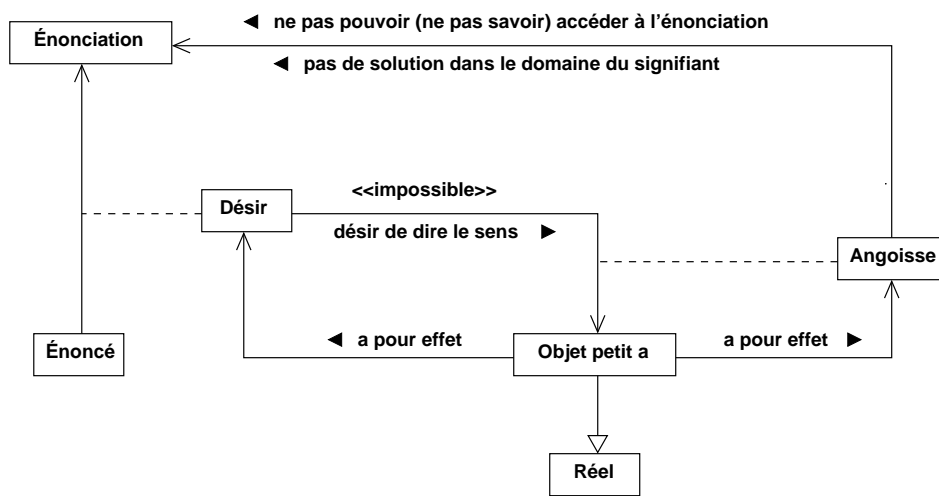 ◄ ne pas pouvoir (ne pas savoir) accéder à l’énonciation
Énonciation
◄ pas de solution dans le domaine du signifiant
<<impossible>>
Désir
désir de dire le sens ►
Angoisse
◄ a pour effet
a pour effet ►
Énoncé
Objet petit a
Réel